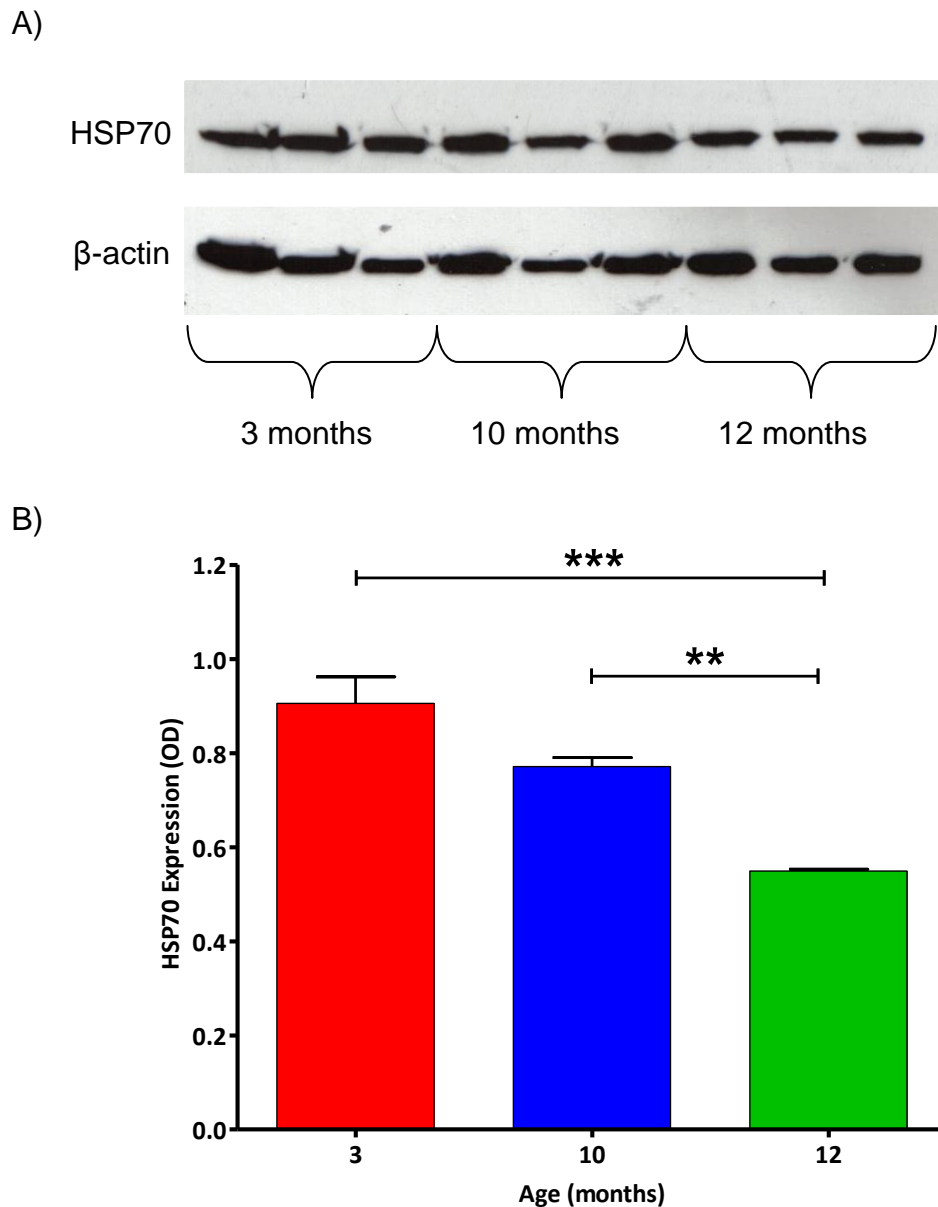 A)
HSP70
β-actin
3 months
10 months
12 months
B)
***
**
1.2
1.0
0.8
0.6
0.4
0.2
0.0
HSP70 Expression (OD)
3
10
12
Age (months)